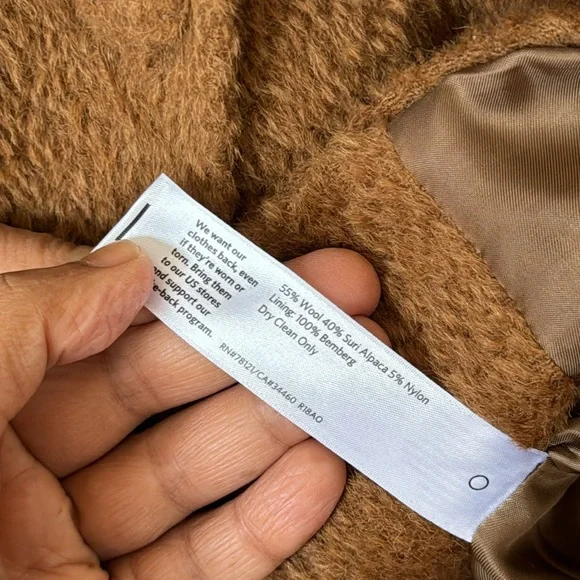 We want our
clothes back, even
if they're worn or
torn. Bring them
to our US stores
and support our
e-back program.
55% Wool 40% Suri Alpaca 5% Nylon
Lining: 100% Bemberg
Dry Clean Only
RN#7812V/CA#34460 R18AO